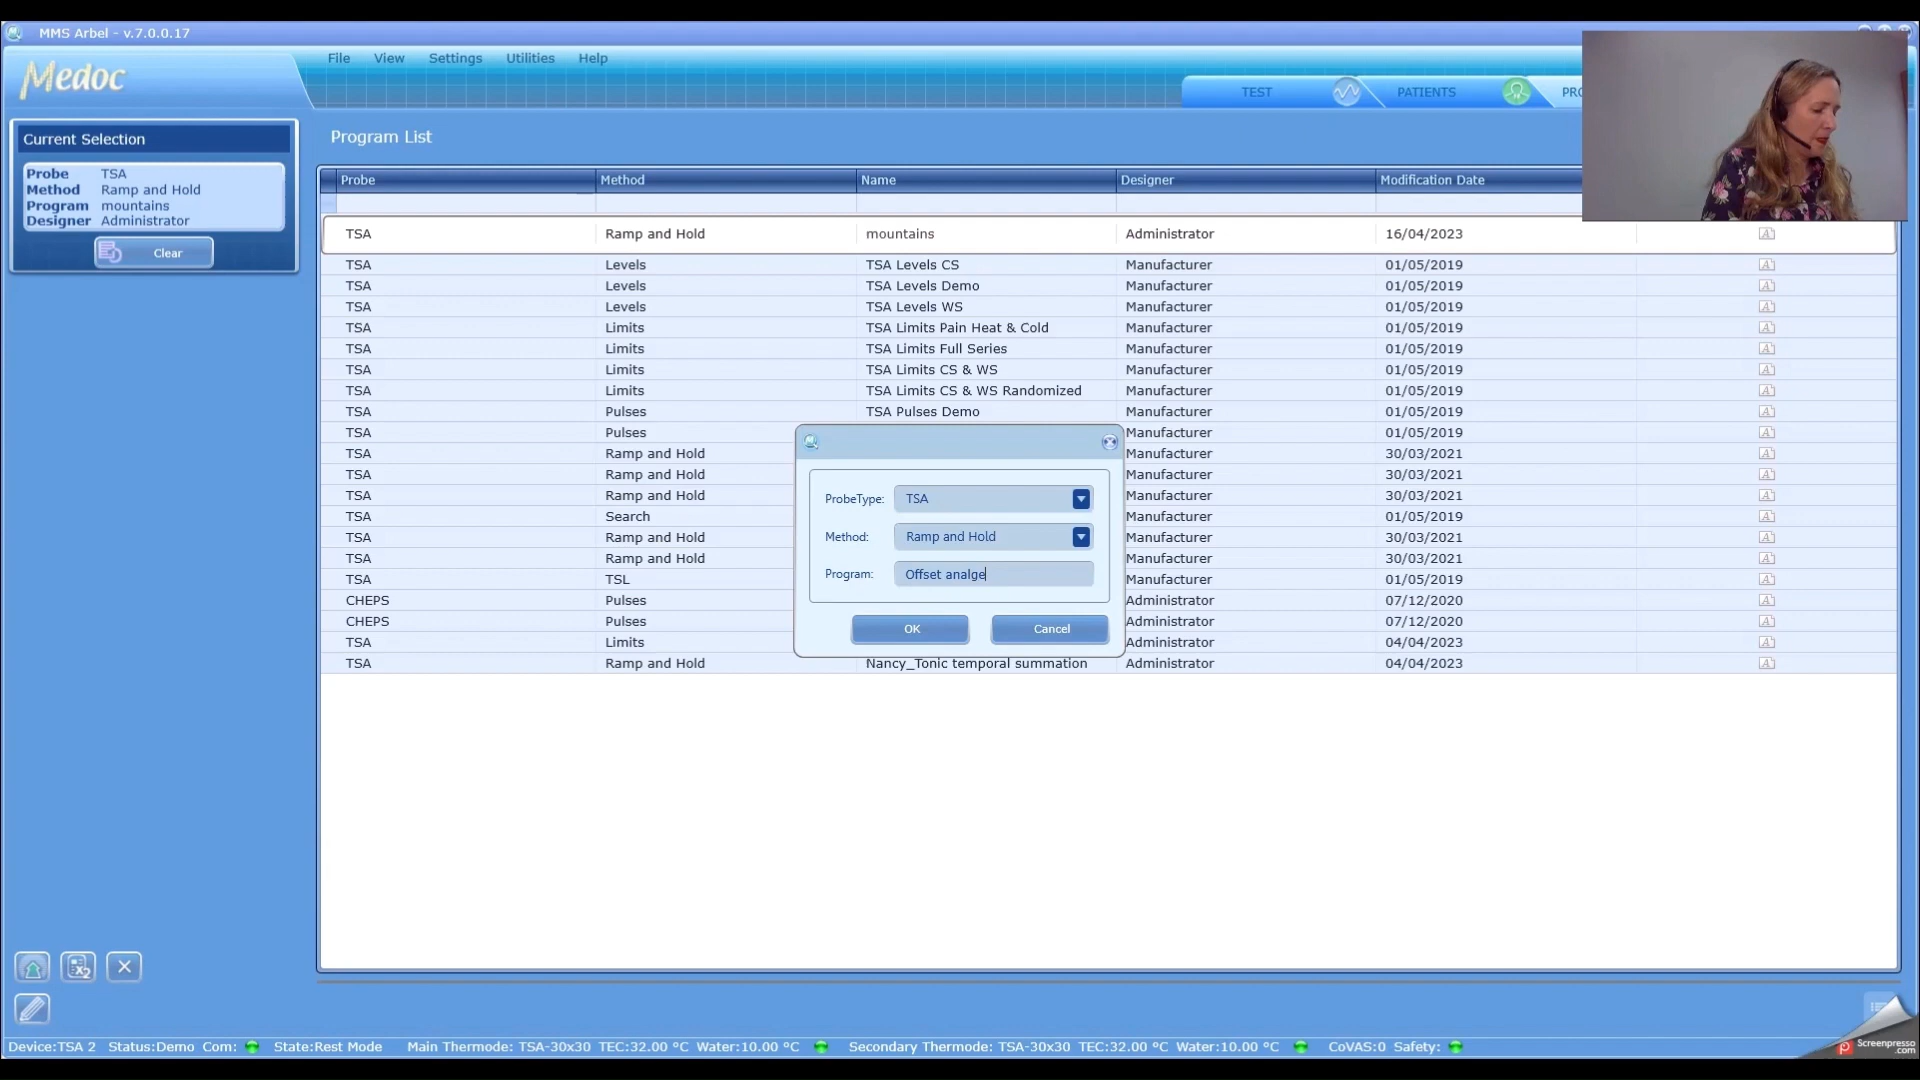 MMS Arbel - v.7.0.0.17
File View Settings Utilities Help
Medoc
TEST PATIENTS PRO
Current Selection
Probe TSA
Method Ramp and Hold
Program mountains
Designer Administrator
Clear
Program List
Probe Method Name Designer Modification Date
TSA Ramp and Hold mountains Administrator 16/04/2023
TSA Levels TSA Levels CS Manufacturer 01/05/2019
TSA Levels TSA Levels Demo Manufacturer 01/05/2019
TSA Levels TSA Levels WS Manufacturer 01/05/2019
TSA Limits TSA Limits Pain Heat & Cold Manufacturer 01/05/2019
TSA Limits TSA Limits Full Series Manufacturer 01/05/2019
TSA Limits TSA Limits CS & WS Manufacturer 01/05/2019
TSA Limits TSA Limits CS & WS Randomized Manufacturer 01/05/2019
TSA Pulses TSA Pulses Demo Manufacturer 01/05/2019
TSA Pulses Manufacturer 01/05/2019
TSA Ramp and Hold Manufacturer 30/03/2021
TSA Ramp and Hold Manufacturer 30/03/2021
TSA Ramp and Hold Manufacturer 30/03/2021
TSA Search Manufacturer 01/05/2019
TSA Ramp and Hold Manufacturer 30/03/2021
TSA Ramp and Hold Manufacturer 30/03/2021
TSA TSL Manufacturer 01/05/2019
CHEPS Pulses Administrator 07/12/2020
CHEPS Pulses Administrator 07/12/2020
TSA Limits Administrator 04/04/2023
TSA Ramp and Hold Nancy_Tonic temporal summation Administrator 04/04/2023
ProbeType: TSA
Method: Ramp and Hold
Program: Offset analge
OK Cancel
Device:TSA 2 Status:Demo Com: State:Rest Mode Main Thermode: TSA-30x30 TEC:32.00 °C Water:10.00 °C Secondary Thermode: TSA-30x30 TEC:32.00 °C Water:10.00 °C CoVAS:0 Safety:
Screenpresso
.com